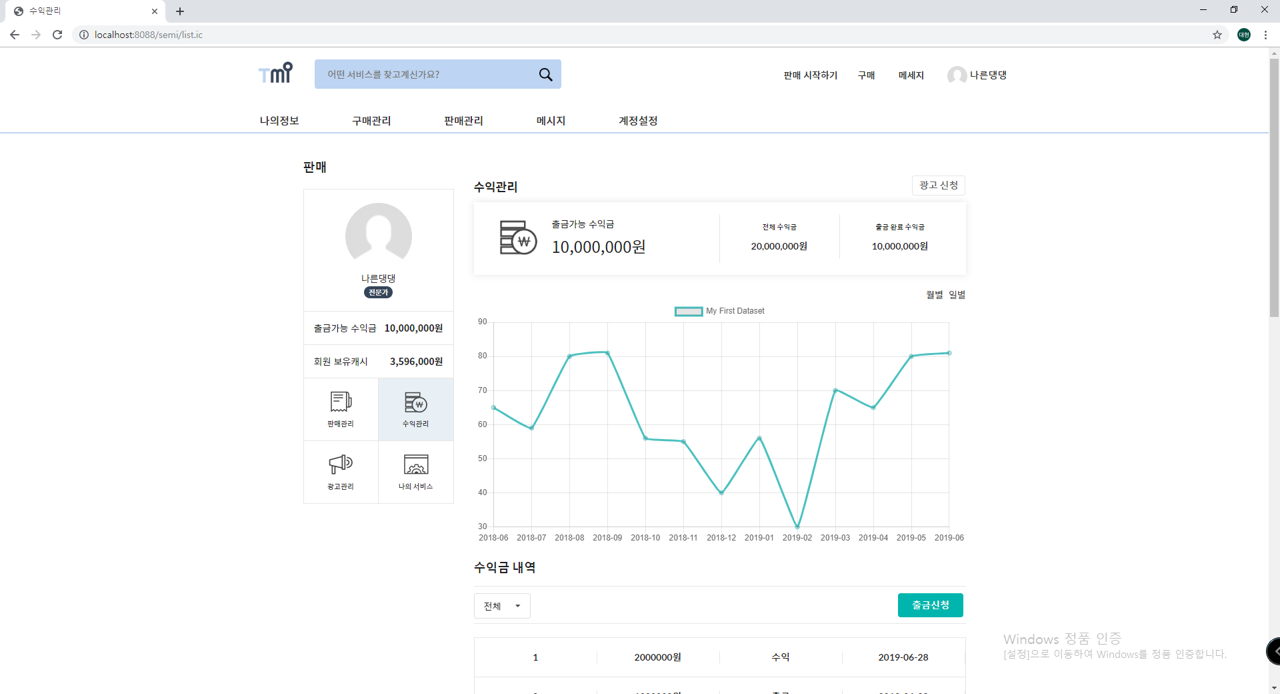 수익관리
localhost:8088/semi/list.ic
대현
Tmi
어떤 서비스를 찾고계신가요?
판매 시작하기 구매 메세지 나른댕댕
나의정보 구매관리 판매관리 메시지 계정설정
판매
나른댕댕
전문가
출금가능 수익금 10,000,000원
회원 보유캐시 3,596,000원
판매관리 수익관리
광고관리 나의 서비스
수익관리
광고 신청
출금가능 수익금
10,000,000원
전체 수익금
20,000,000원
출금 완료 수익금
10,000,000원
월별 일별
My First Dataset
90
80
70
60
50
40
30
2018-06 2018-07 2018-08 2018-09 2018-10 2018-11 2018-12 2019-01 2019-02 2019-03 2019-04 2019-05 2019-06
수익금 내역
전체
출금신청
1 2000000원 수익 2019-06-28
Windows 정품 인증
[설정]으로 이동하여 Windows를 정품 인증합니다.